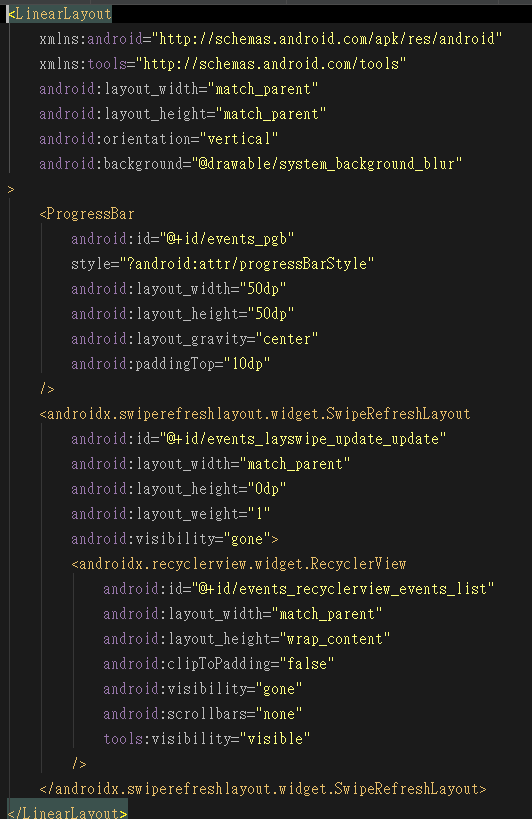 <LinearLayout
xmlns:android="http://schemas.android.com/apk/res/android"
xmlns:tools="http://schemas.android.com/tools"
android:layout_width="match_parent"
android:layout_height="match_parent"
android:orientation="vertical"
android:background="@drawable/system_background_blur"
>
<ProgressBar
android:id="@+id/events_pgb"
style="?android:attr/progressBarStyle"
android:layout_width="50dp"
android:layout_height="50dp"
android:layout_gravity="center"
android:paddingTop="10dp"
/>
<androidx.swiperefreshlayout.widget.SwipeRefreshLayout
android:id="@+id/events_layswipe_update_update"
android:layout_width="match_parent"
android:layout_height="0dp"
android:layout_weight="1"
android:visibility="gone">
<androidx.recyclerview.widget.RecyclerView
android:id="@+id/events_recyclerview_events_list"
android:layout_width="match_parent"
android:layout_height="wrap_content"
android:clipToPadding="false"
android:visibility="gone"
android:scrollbars="none"
tools:visibility="visible"
/>
</androidx.swiperefreshlayout.widget.SwipeRefreshLayout>
</LinearLayout>